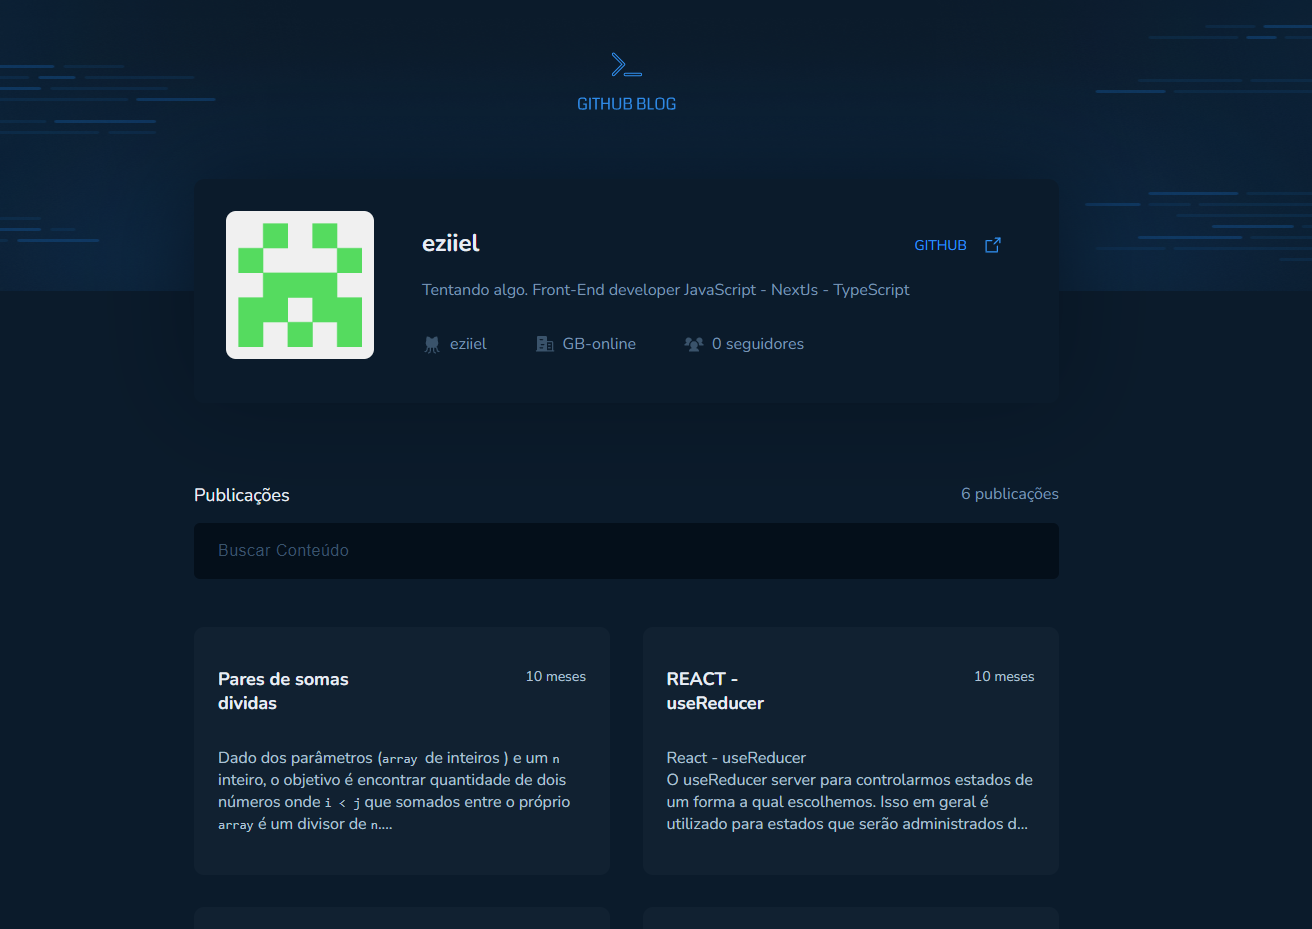 GITHUB BLOG
eziiel
GITHUB
Tentando algo. Front-End developer JavaScript - NextJs - TypeScript
eziiel
GB-online
0 seguidores
Publicações
6 publicações
Buscar Conteúdo
Pares de somas
dividas
10 meses
Dado dos parâmetros (array de inteiros ) e um n
inteiro, o objetivo é encontrar quantidade de dois
números onde i < j que somados entre o próprio
array é um divisor de n....
REACT -
useReducer
10 meses
React - useReducer
O useReducer server para controlarmos estados de
um forma a qual escolhemos. Isso em geral é
utilizado para estados que serão administrados d...